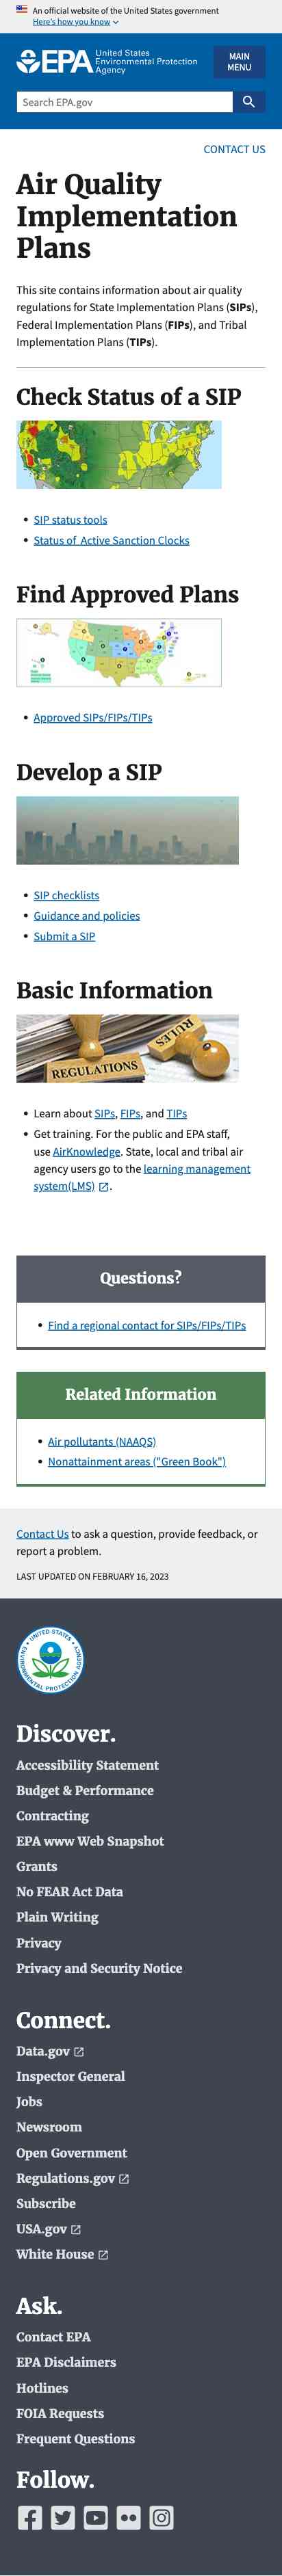 An official website of the United States government
Here's how you know
EPA
United States
Environmental Protection
Agency
MAIN
MENU
Search EPA.gov
CONTACT US
Air Quality
Implementation
Plans
This site contains information about air quality
regulations for State Implementation Plans (SIPs),
Federal Implementation Plans (FIPs), and Tribal
Implementation Plans (TIPs).
Check Status of a SIP
SIP status tools
Status of Active Sanction Clocks
Find Approved Plans
Approved SIPs/FIPs/TIPs
Develop a SIP
SIP checklists
Guidance and policies
Submit a SIP
Basic Information
REGULATIONS
RULES
Learn about SIPs, FIPs, and TIPs
Get training. For the public and EPA staff,
use AirKnowledge. State, local and tribal air
agency users go to the learning management
system(LMS).
Questions?
Find a regional contact for SIPs/FIPs/TIPs
Related Information
Air pollutants (NAAQS)
Nonattainment areas ("Green Book")
Contact Us to ask a question, provide feedback, or
report a problem.
LAST UPDATED ON FEBRUARY 16, 2023
UNITED STATES
ENVIRONMENTAL PROTECTION AGENCY
Discover.
Accessibility Statement
Budget & Performance
Contracting
EPA www Web Snapshot
Grants
No FEAR Act Data
Plain Writing
Privacy
Privacy and Security Notice
Connect.
Data.gov
Inspector General
Jobs
Newsroom
Open Government
Regulations.gov
Subscribe
USA.gov
White House
Ask.
Contact EPA
EPA Disclaimers
Hotlines
FOIA Requests
Frequent Questions
Follow.